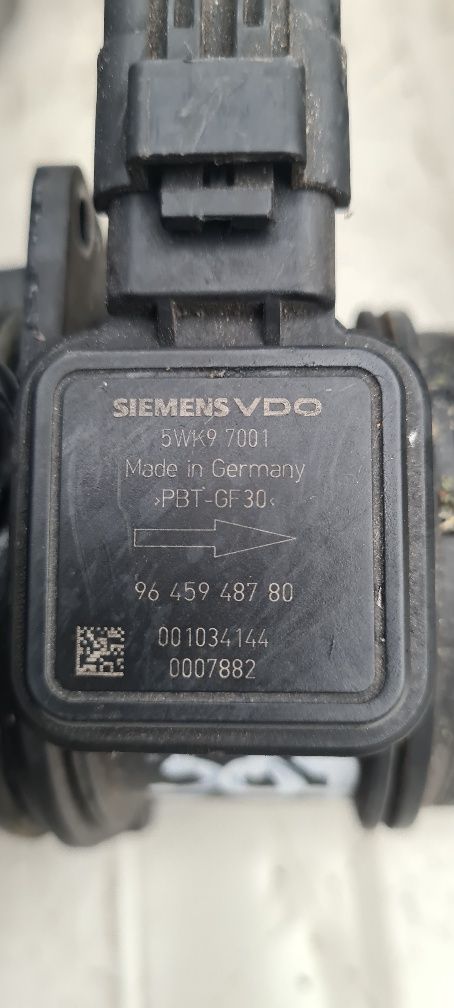 SIEMENS VDO
5WK9 7001
Made in Germany
>PBT-GF30<
96 459 487 80
001034144
0007882